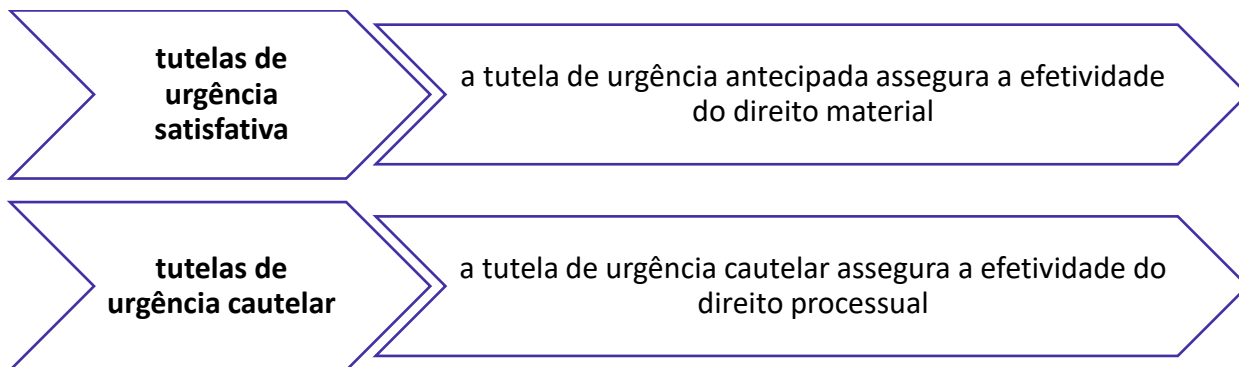 tutelas de
urgência
satisfativa
a tutela de urgência antecipada assegura a efetividade
do direito material
tutelas de
urgência cautelar
a tutela de urgência cautelar assegura a efetividade do
direito processual